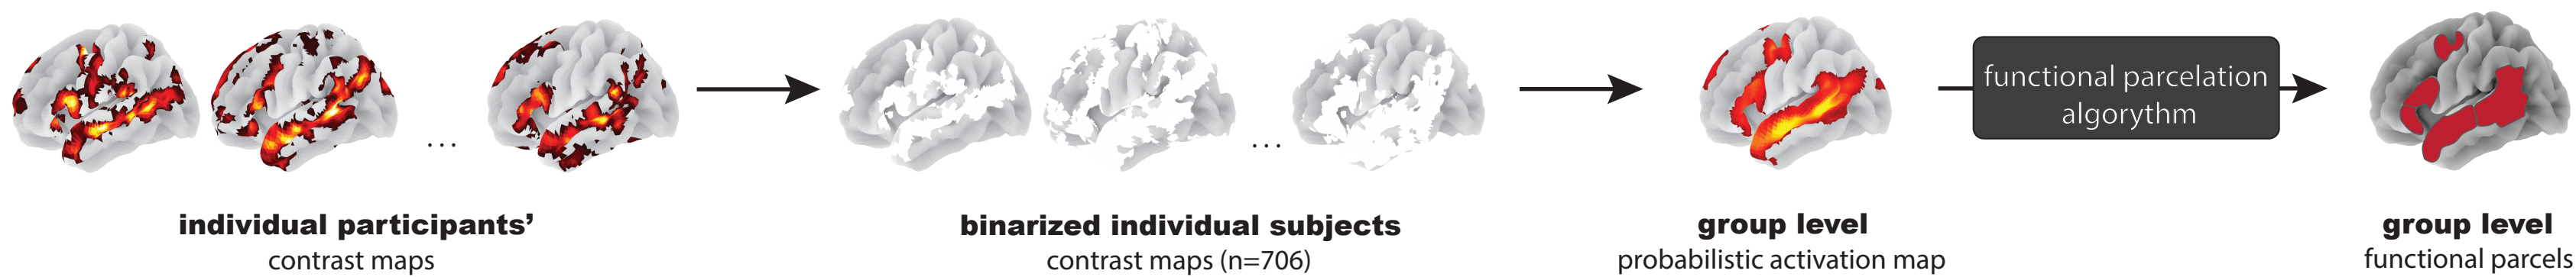 functional parcelation
algorythm
...
...
individual participants’
contrast maps
binarized individual subjects
contrast maps (n=706)
group level
probabilistic activation map
group level
functional parcels